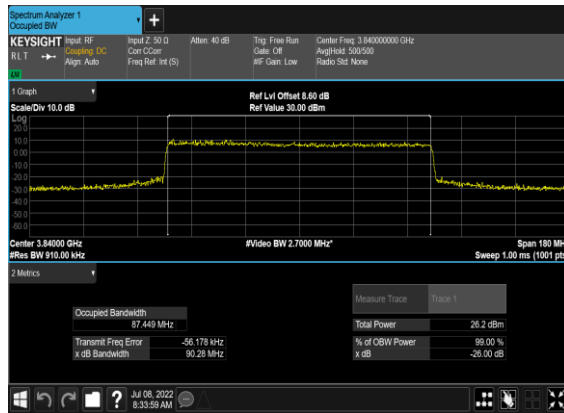 Spectrum Analyzer 1
Occupied BW
+
KEYSIGHT
R L T
Input: RF
Coupling: DC
Align: Auto
Input Z: 50 Ω
Corr CCorr
Freq Ref: Int (S)
Atten: 40 dB
Trig: Free Run
Gate: Off
#IF Gain: Low
Center Freq: 3.840000000 GHz
Avg|Hold: 500/500
Radio Std: None
1 Graph
Scale/Div 10.0 dB
Ref Lvl Offset 8.60 dB
Ref Value 30.00 dBm
Log
20.0
10.0
0.00
-10.0
-20.0
-30.0
-40.0
-50.0
-60.0
Center 3.84000 GHz
#Res BW 910.00 kHz
#Video BW 2.7000 MHz*
Span 180 MH
Sweep 1.00 ms (1001 pts
2 Metrics
Measure Trace
Trace 1
Occupied Bandwidth
87.449 MHz
Total Power
26.2 dBm
Transmit Freq Error
-56.178 kHz
% of OBW Power
99.00 %
x dB Bandwidth
90.28 MHz
x dB
-26.00 dB
?
Jul 08, 2022
8:33:59 AM